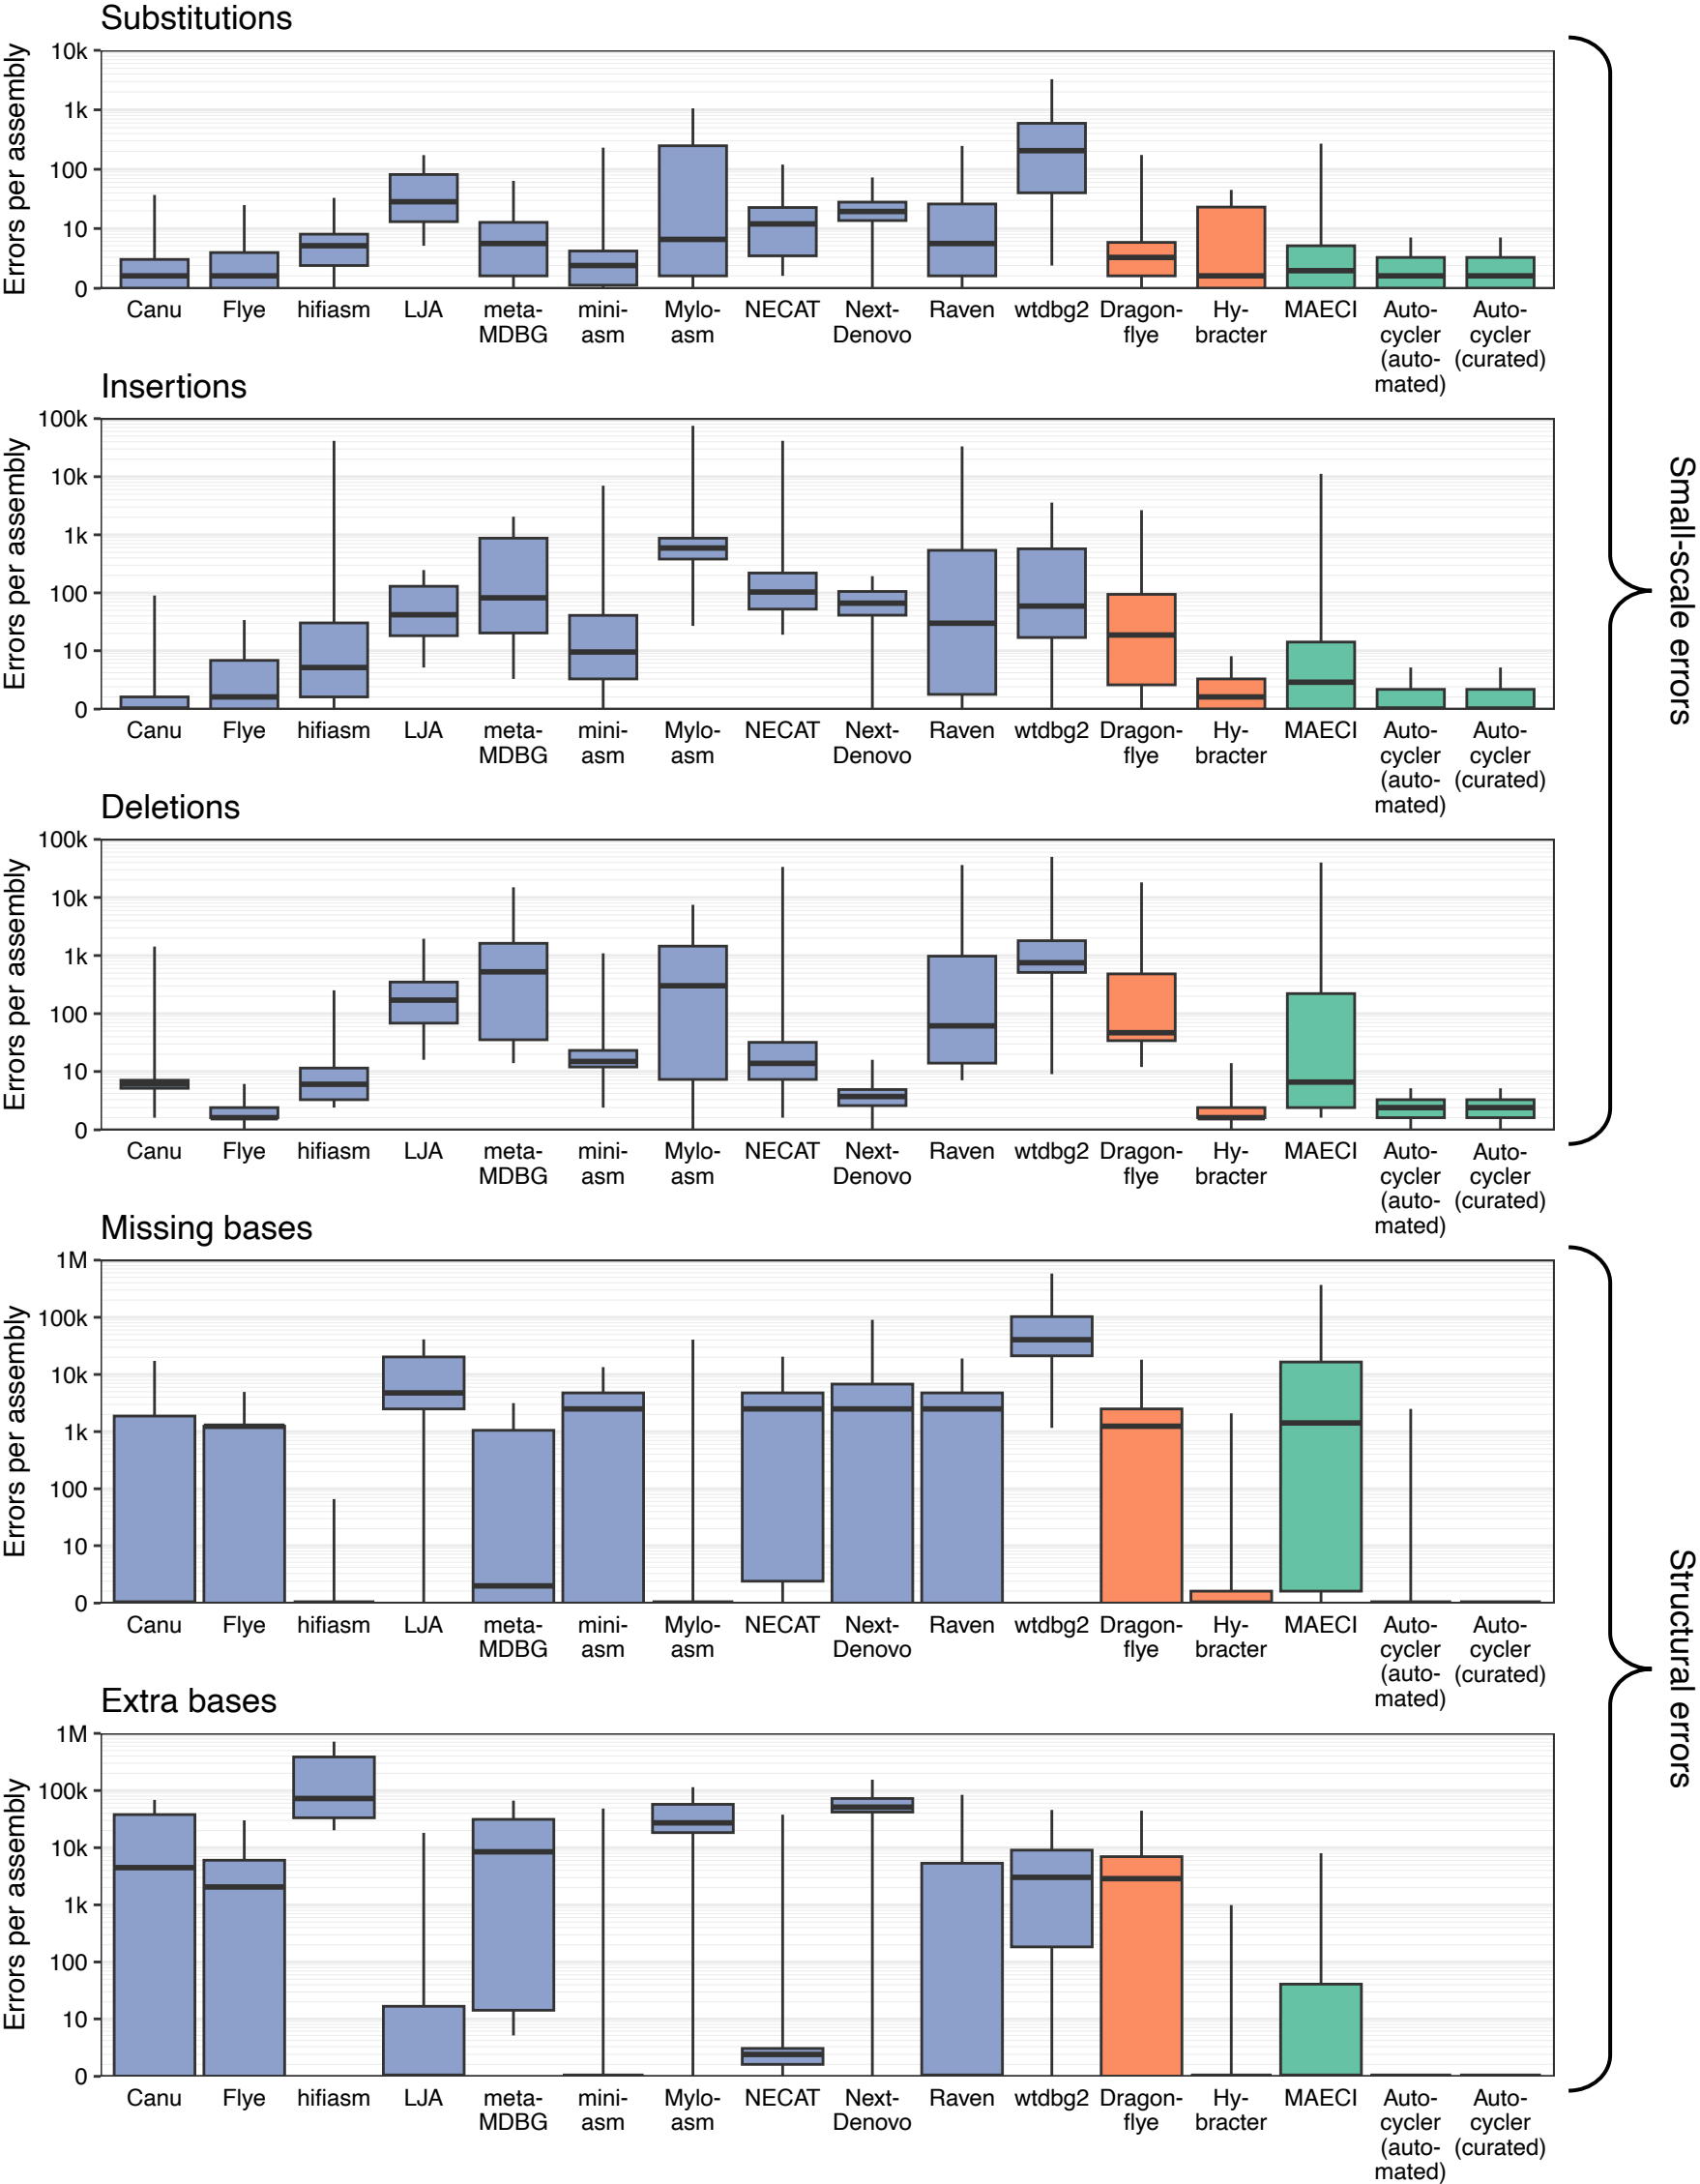 Substitutions
Errors per assembly
10k
1k
100
10
0
Canu Flye hifiasm LJA meta- mini- Mylo- NECAT Next- Raven wtdbg2 Dragon- Hy- MAECI Auto- Auto-
MDBG asm asm Denovo flye bracter cycler cycler
(auto- (curated)
mated)
Insertions
Errors per assembly
100k
10k
1k
100
10
0
Canu Flye hifiasm LJA meta- mini- Mylo- NECAT Next- Raven wtdbg2 Dragon- Hy- MAECI Auto- Auto-
MDBG asm asm Denovo flye bracter cycler cycler
(auto- (curated)
mated)
Deletions
Errors per assembly
100k
10k
1k
100
10
0
Canu Flye hifiasm LJA meta- mini- Mylo- NECAT Next- Raven wtdbg2 Dragon- Hy- MAECI Auto- Auto-
MDBG asm asm Denovo flye bracter cycler cycler
(auto- (curated)
mated)
Small-scale errors
Missing bases
Errors per assembly
1M
100k
10k
1k
100
10
0
Canu Flye hifiasm LJA meta- mini- Mylo- NECAT Next- Raven wtdbg2 Dragon- Hy- MAECI Auto- Auto-
MDBG asm asm Denovo flye bracter cycler cycler
(auto- (curated)
mated)
Extra bases
Errors per assembly
1M
100k
10k
1k
100
10
0
Canu Flye hifiasm LJA meta- mini- Mylo- NECAT Next- Raven wtdbg2 Dragon- Hy- MAECI Auto- Auto-
MDBG asm asm Denovo flye bracter cycler cycler
(auto- (curated)
mated)
Structural errors